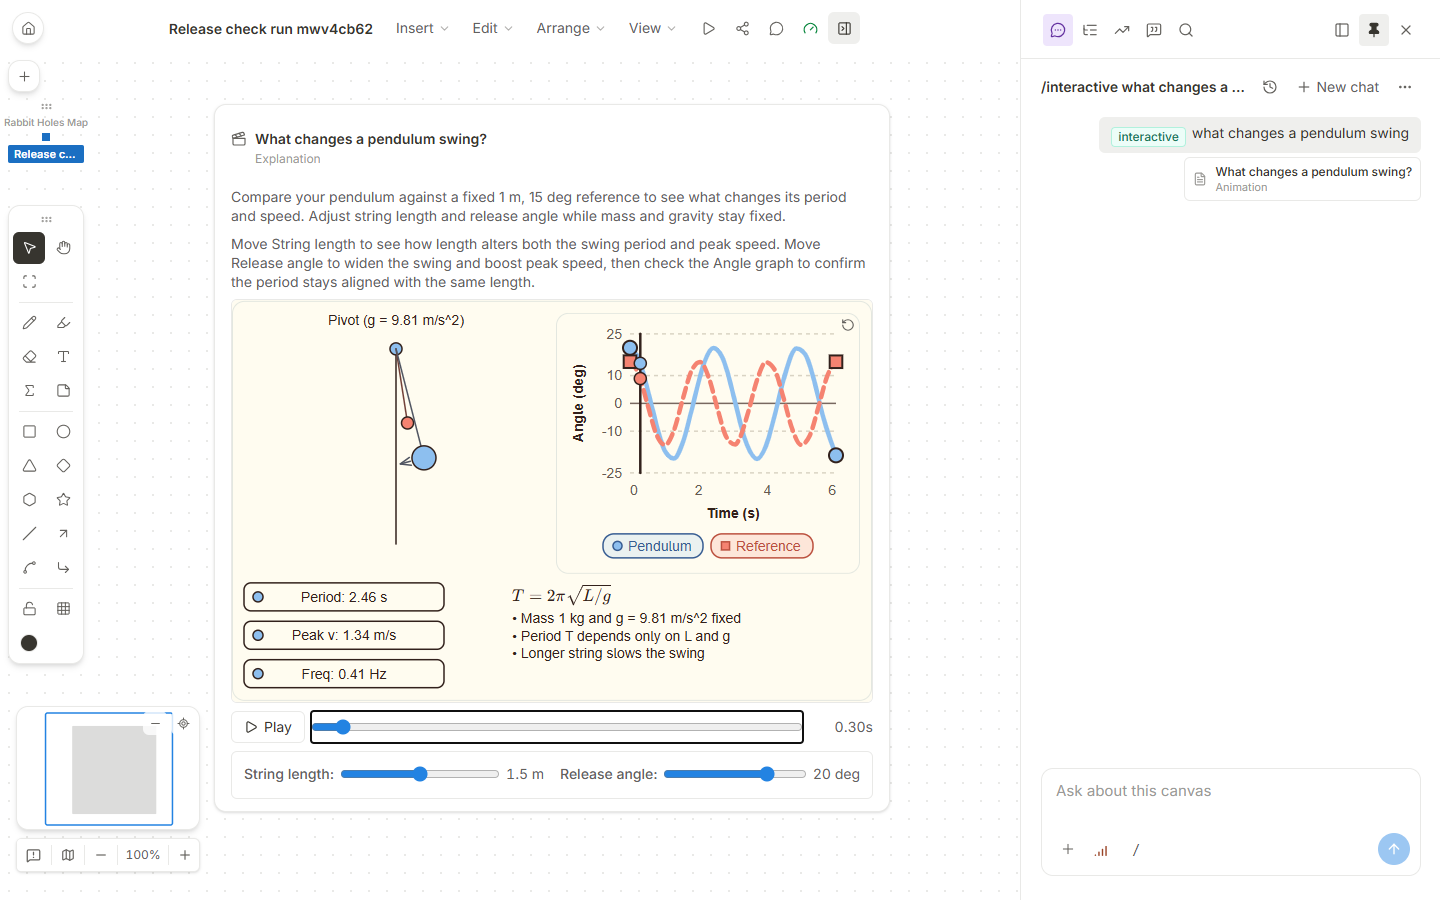 Release check run mwv4cb62
Insert
Edit
Arrange
View
Rabbit Holes Map
Release c...
What changes a pendulum swing?
Explanation
Compare your pendulum against a fixed 1 m, 15 deg reference to see what changes its period
and speed. Adjust string length and release angle while mass and gravity stay fixed.
Move String length to see how length alters both the swing period and peak speed. Move
Release angle to widen the swing and boost peak speed, then check the Angle graph to confirm
the period stays aligned with the same length.
Pivot (g = 9.81 m/s^2)
Angle (deg)
25
10
0
-10
-25
0 2 4 6
Time (s)
Pendulum
Reference
Period: 2.46 s
Peak v: 1.34 m/s
Freq: 0.41 Hz
T = 2π√L/g
• Mass 1 kg and g = 9.81 m/s^2 fixed
• Period T depends only on L and g
• Longer string slows the swing
Play
0.30s
String length: 1.5 m Release angle: 20 deg
100%
/interactive what changes a ...
New chat
interactive what changes a pendulum swing
What changes a pendulum swing?
Animation
Ask about this canvas
/